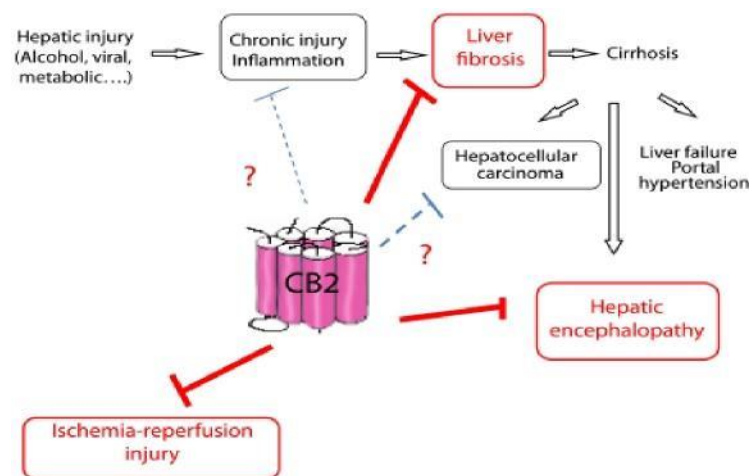 Hepatic injury
(Alcohol, viral,
metabolic....)
Chronic injury
Inflammation
Liver
fibrosis
Cirrhosis
Hepatocellular
carcinoma
Liver failure
Portal
hypertension
?
?
CB2
Hepatic
encephalopathy
Ischemia-reperfusion
injury